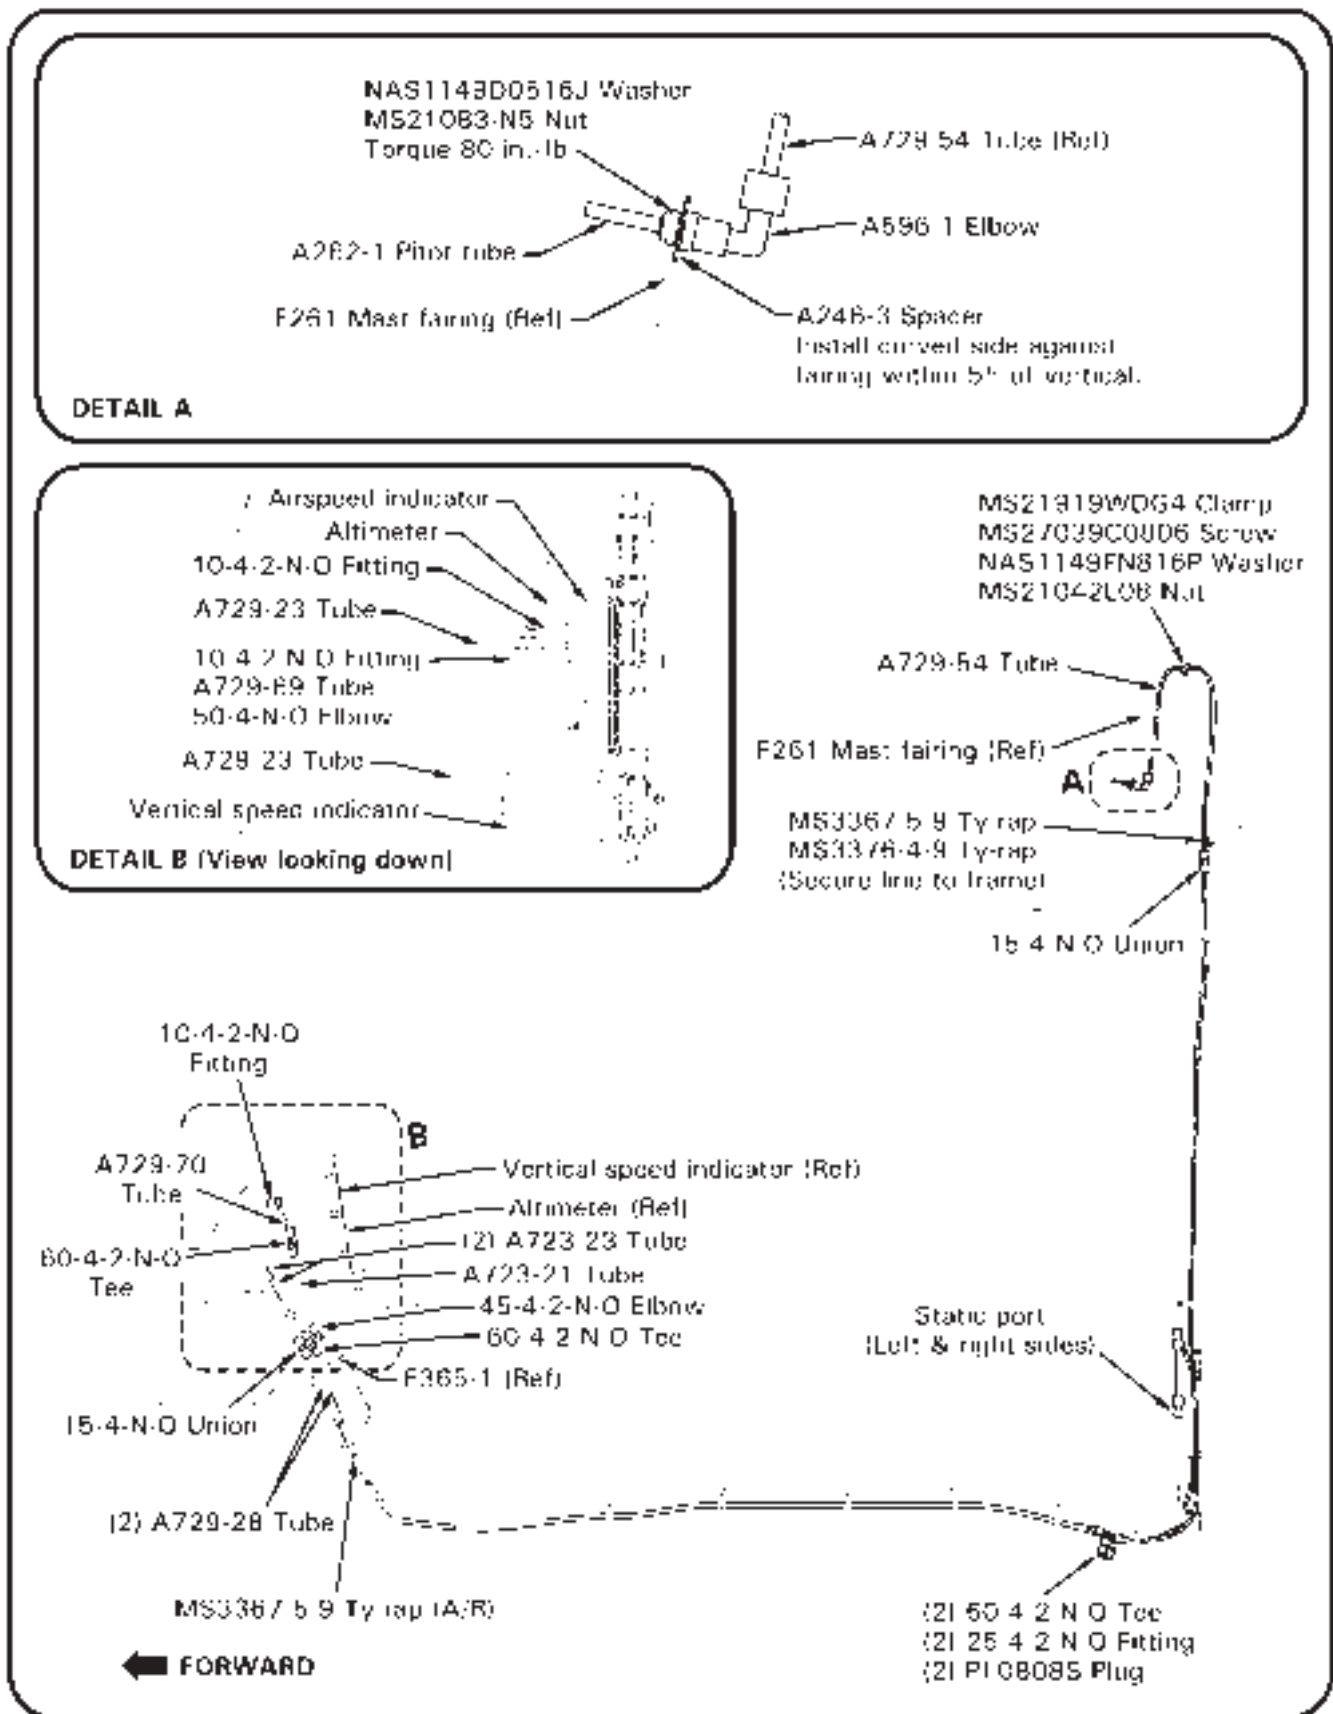 NAS1149D0516J Washer
MS21083-N5 Nut
Torque 80 in.-lb
A729-54 Tube (Ref)
A262-1 Pitot tube
A596-1 Elbow
F261 Mast fairing (Ref)
A246-3 Spacer
Install curved side against
fairing within 5° of vertical.
DETAIL A
Airspeed indicator
Altimeter
10-4-2-N-O Fitting
A729-23 Tube
10-4-2-N-O Fitting
A729-69 Tube
50-4-N-O Elbow
A729-23 Tube
Vertical speed indicator
DETAIL B (View looking down)
MS21919WDG4 Clamp
MS27039C0806 Screw
NAS1149FN816P Washer
MS21042L08 Nut
A729-54 Tube
F261 Mast fairing (Ref)
A
MS3367-5-9 Ty-rap
MS3376-4-9 Ty-rap
(Secure line to frame)
15-4-N-O Union
10-4-2-N-O
Fitting
B
A729-70
Tube
Vertical speed indicator (Ref)
Altimeter (Ref)
(2) A723-23 Tube
60-4-2-N-O
Tee
A723-21 Tube
45-4-2-N-O Elbow
60-4-2-N-O Tee
F365-1 (Ref)
15-4-N-O Union
Static port
(Left & right sides)
(2) A729-28 Tube
MS3367-5-9 Ty-rap (A/R)
(2) 60-4-2-N-O Tee
(2) 25-4-2-N-O Fitting
(2) P10808S Plug
FORWARD